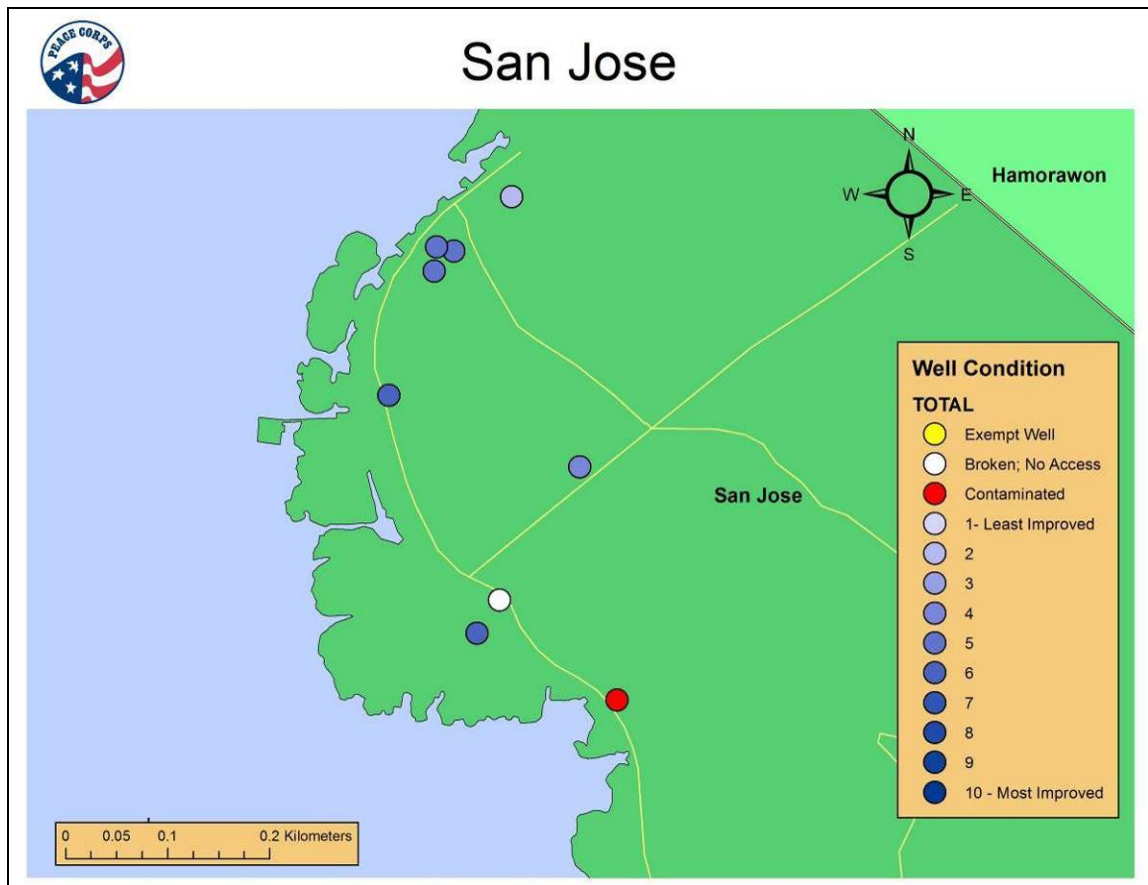 PEACE CORPS
San Jose
N
W E
S
Hamorawon
San Jose
Well Condition
TOTAL
Exempt Well
Broken; No Access
Contaminated
1- Least Improved
2
3
4
5
6
7
8
9
10 - Most Improved
0 0.05 0.1 0.2 Kilometers